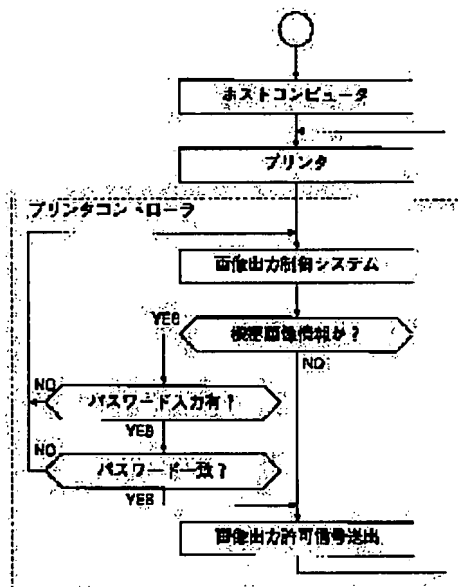 ホストコンピュータ
プリンタ
プリンタコントローラ
画像出力制御システム
YES
機密画像情報か?
NO
NO
パスワード入力有?
YES
NO
パスワード一致?
YES
画像出力許可信号送出